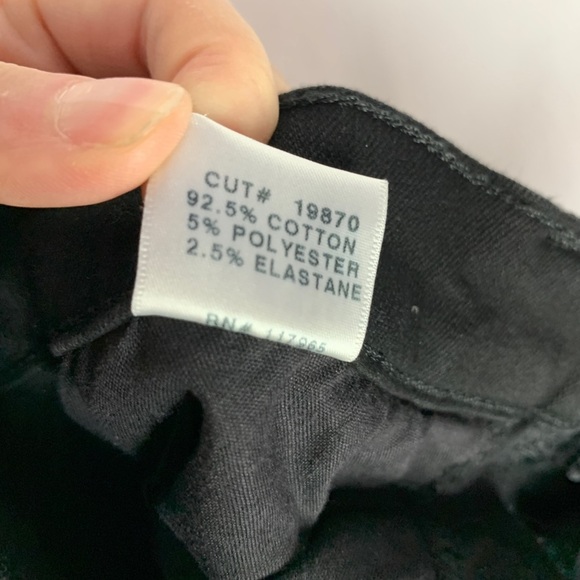 CUT# 19870
92.5% COTTON
5% POLYESTER
2.5% ELASTANE
RN# 117965